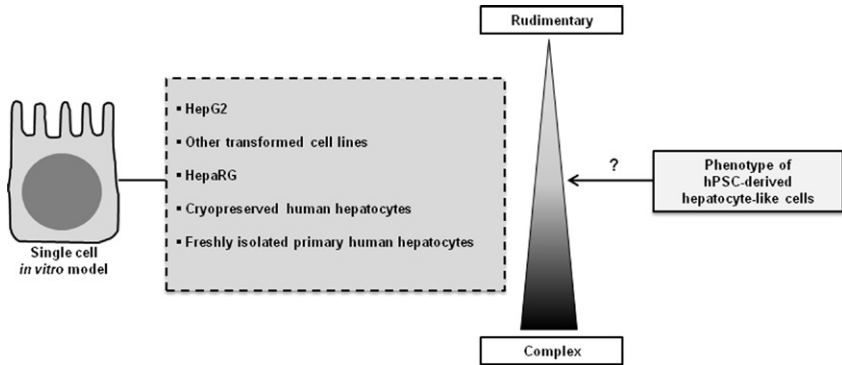 Rudimentary
▪ HepG2
▪ Other transformed cell lines
▪ HepaRG
▪ Cryopreserved human hepatocytes
▪ Freshly isolated primary human hepatocytes
Single cell
in vitro model
?
Phenotype of
hPSC-derived
hepatocyte-like cells
Complex